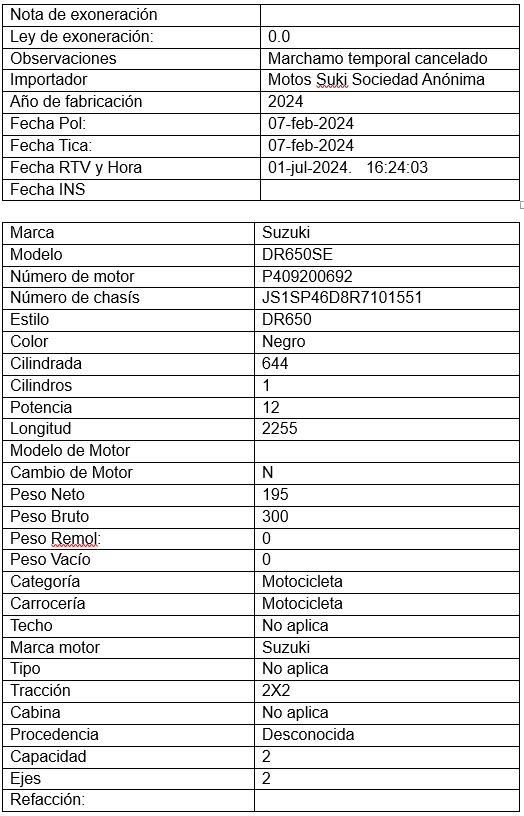 Nota de exoneración
Ley de exoneración: 0.0
Observaciones Marchamo temporal cancelado
Importador Motos Suki Sociedad Anónima
Año de fabricación 2024
Fecha Pol: 07-feb-2024
Fecha Tica: 07-feb-2024
Fecha RTV y Hora 01-jul-2024. 16:24:03
Fecha INS
Marca Suzuki
Modelo DR650SE
Número de motor P409200692
Número de chasís JS1SP46D8R7101551
Estilo DR650
Color Negro
Cilindrada 644
Cilindros 1
Potencia 12
Longitud 2255
Modelo de Motor
Cambio de Motor N
Peso Neto 195
Peso Bruto 300
Peso Remol: 0
Peso Vacío 0
Categoría Motocicleta
Carrocería Motocicleta
Techo No aplica
Marca motor Suzuki
Tipo No aplica
Tracción 2X2
Cabina No aplica
Procedencia Desconocida
Capacidad 2
Ejes 2
Refacción: